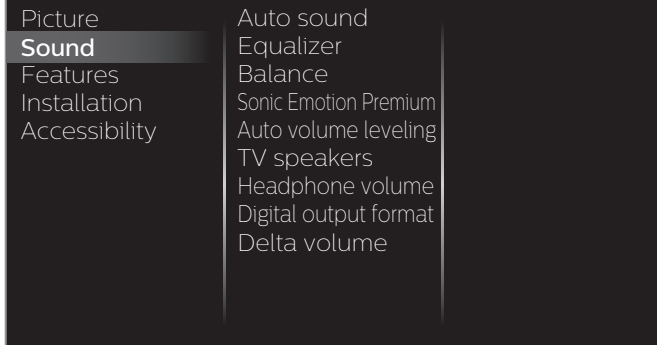 Picture
Sound
Features
Installation
Accessibility
Auto sound
Equalizer
Balance
Sonic Emotion Premium
Auto volume leveling
TV speakers
Headphone volume
Digital output format
Delta volume